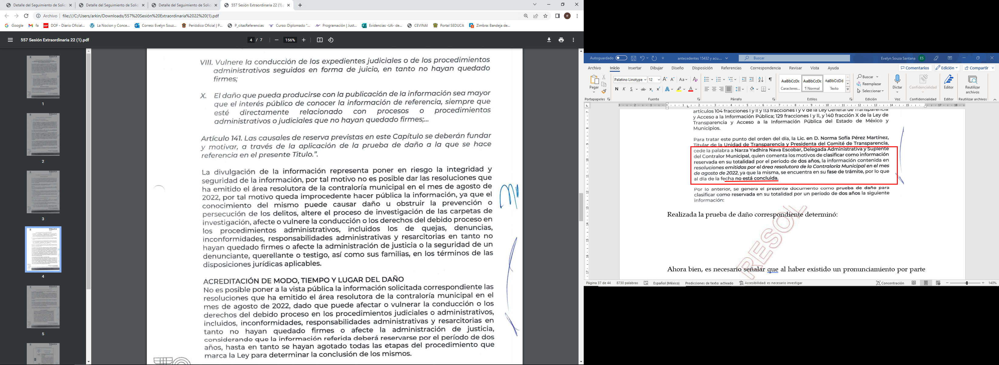 Detalle del Seguimiento de Solic
Detalle del Seguimiento de Solic
Detalle del Seguimiento de Solic
557 Sesión Extraordinaria 22 (1).p
Archivo | file:///C:/Users/arkin/Downloads/557%20Sesión%20Extraordinaria%2022%20(1).pdf
Google
fa
DOF - Diario Oficial...
La Nocion y Conce...
Correo: Evelyn Souz...
Periódico Oficial | P...
P_citasReferencias
Curso: Diplomado "...
Programación | Just...
Evidencias -UA- de...
CEVINAI
Portal SEDUCA
Zimbra: Bandeja de...
557 Sesión Extraordinaria 22 (1).pdf
4 / 7
156%
TOLUCA
1
2
3
TOLUCA
4
5
VIII. Vulnere la conducción de los expedientes judiciales o de los procedimientos
administrativos seguidos en forma de juicio, en tanto no hayan quedado
firmes;
X. El daño que pueda producirse con la publicación de la información sea mayor
que el interés público de conocer la información de referencia, siempre que
esté directamente relacionado con procesos o procedimientos
administrativos o judiciales que no hayan quedado firmes;...
Artículo 141. Las causales de reserva previstas en este Capítulo se deberán fundar
y motivar, a través de la aplicación de la prueba de daño a la que se hace
referencia en el presente Titulo.”.
La divulgación de la información representa poner en riesgo la integridad y
seguridad de la información, por tal motivo no es posible dar las resoluciones que
ha emitido el área resolutora de la contraloría municipal en el mes de agosto de
2022, por tal motivo queda improcedente hacer pública la información, ya que el
conocimiento del mismo puede causar daño u obstruir la prevención o
persecución de los delitos, altere el proceso de investigación de las carpetas de
investigación, afecte o vulnere la conducción o los derechos del debido proceso en
los procedimientos administrativos, incluidos los de quejas, denuncias,
inconformidades, responsabilidades administrativas y resarcitorias en tanto no
hayan quedado firmes o afecte la administración de justicia o la seguridad de un
denunciante, querellante o testigo, así como sus familias, en los términos de las
disposiciones jurídicas aplicables.
ACREDITACIÓN DE MODO, TIEMPO Y LUGAR DEL DAÑO
No es posible poner a la vista pública la información solicitada correspondiente las
resoluciones que ha emitido el área resolutora de la contraloría municipal en el
mes de agosto de 2022, dado que puede afectar o vulnerar la conducción o los
derechos del debido proceso en los procedimientos judiciales o administrativos,
incluidos, inconformidades, responsabilidades administrativas y resarcitorias en
tanto no hayan quedado firmes o afecte la administración de justicia,
considerando que la información referida deberá reservarse por el período de dos
años, hasta en tanto se hayan agotado todas las etapas del procedimiento que
marca la Ley para determinar la conclusión de los mismos.
Autoguardado
antecedentes 15432 y acu....
Buscar
Evelyn Souza Santana ES
Archivo Inicio Insertar Dibujar Diseño Disposición Referencias Correspondencia Revisar Vista Ayuda
Comentarios Edición Compartir
Pegar
Palatino Linotype 12
N K S ab x₂ x²
AaBbCcDc AaBbCcDc AaBbCcDd
Caracteres... ¶ Normal Texto
Buscar
Reemplazar
Seleccionar
Dictar
Confidencialidad
Editor
Reutilizar
archivos
Portapapeles Fuente Párrafo Estilos Edición Voz Confidencialidad Editor Reutilizar archivos
artículos 104 fracciones I y II y 113 fracciones I y V de la Ley General de Transparencia
y Acceso a la Información Pública; 129 fracciones I y II, y 140 fracción X de la Ley de
Transparencia y Acceso a la Información Pública del Estado de México y
Municipios.
Para tratar este punto del orden del día, la Lic. en D. Norma Sofía Pérez Martínez,
Titular de la Unidad de Transparencia y Presidenta del Comité de Transparencia,
cede la palabra a Narza Yadhira Nava Escobar, Delegada Administrativa y Suplente
del Contralor Municipal, quien comenta los motivos de clasificar como información
reservada en su totalidad por el periodo de dos años, la información contenida en
resoluciones emitidas por el área resolutora de la Contraloría Municipal en el mes
de agosto de 2022, ya que la misma, se encuentra en su fase de trámite, por lo que
al día de la fecha no está concluida.
Por lo anterior, se genera el presente documento como prueba de daño para
clasificar como reservada en su totalidad por un período de dos años la siguiente
información:
Realizada la prueba de daño correspondiente determinó:
RESOL
Ahora bien, es necesario señalar que al haber existido un pronunciamiento por parte
Página 37 de 44 8730 palabras Español (México) Predicciones de texto: activado Accesibilidad: es necesario investigar Concentración 140%